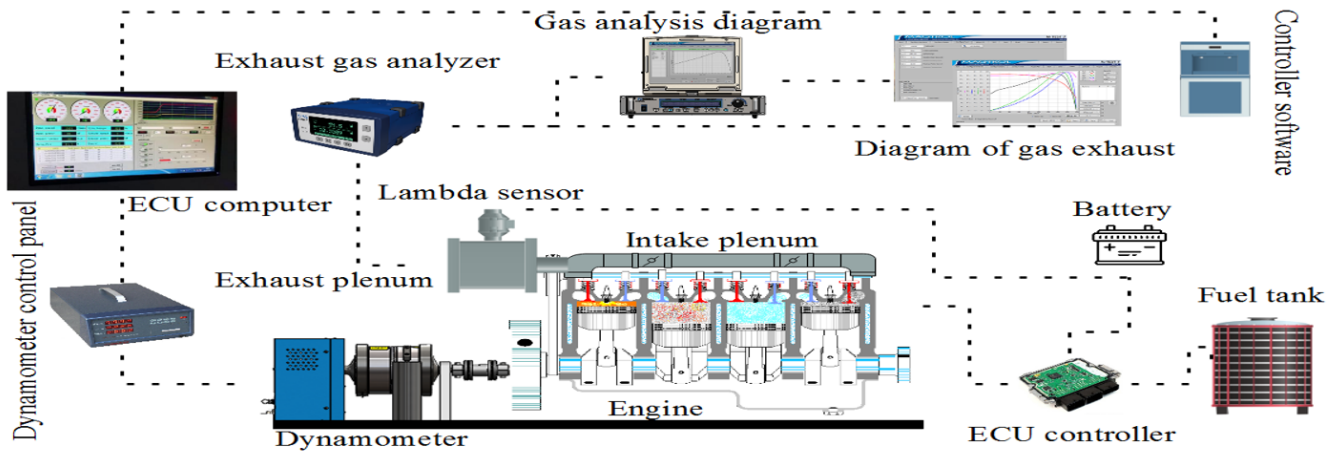 Gas analysis diagram
Controller software
Exhaust gas analyzer
Diagram of gas exhaust
ECU computer
Lambda sensor
Battery
Dynamometer control panel
Intake plenum
Exhaust plenum
Fuel tank
Engine
Dynamometer
ECU controller